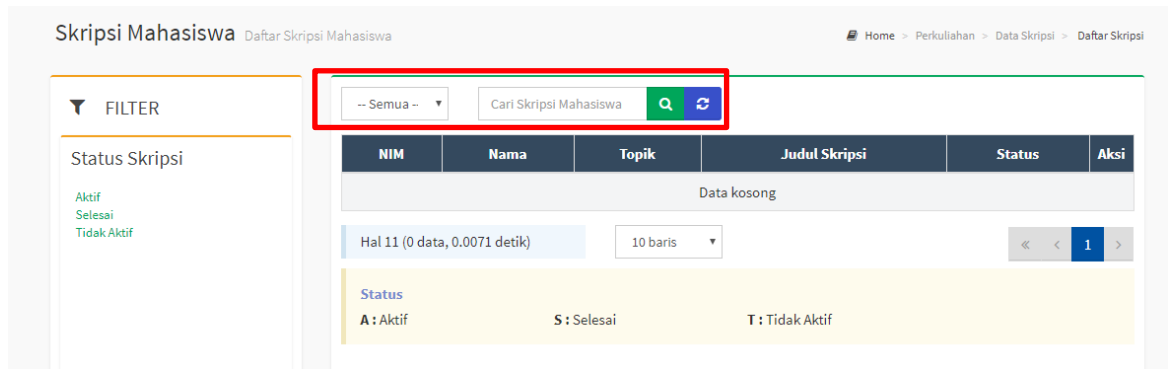 Skripsi Mahasiswa Daftar Skripsi Mahasiswa
Home > Perkuliahan > Data Skripsi > Daftar Skripsi
FILTER
Status Skripsi
Aktif
Selesai
Tidak Aktif
-- Semua -- Cari Skripsi Mahasiswa
NIM Nama Topik Judul Skripsi Status Aksi
Data kosong
Hal 11 (0 data, 0.0071 detik) 10 baris « < 1 >
Status
A : Aktif S : Selesai T : Tidak Aktif